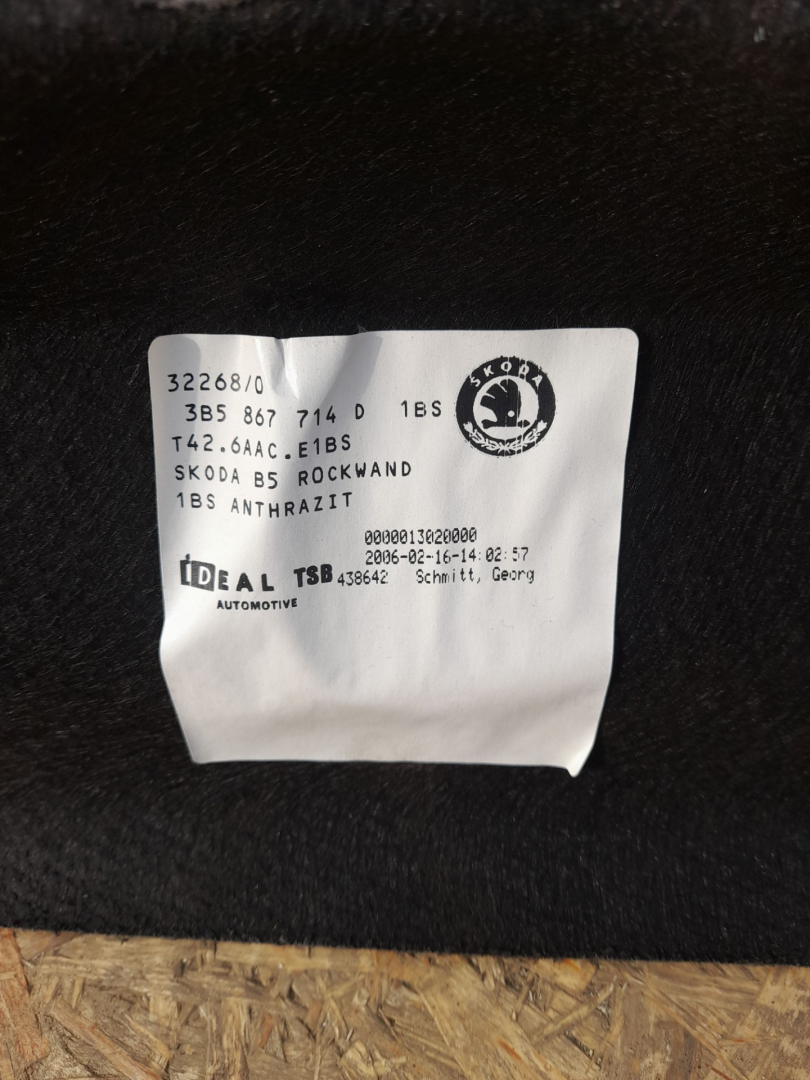 32268/0
3B5 867 714 D 1BS
SKODA
T42.6AAC.E1BS
SKODA B5 ROCKWAND
1BS ANTHRAZIT
0000013020000
2006-02-16-14:02:57
IDEAL TSB 438642 Schmitt, Georg
AUTOMOTIVE